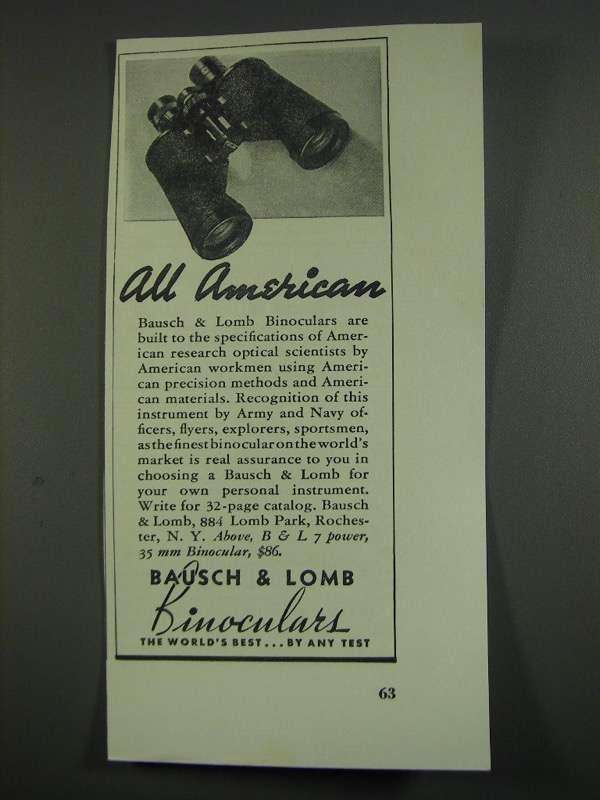 All American
Bausch & Lomb Binoculars are
built to the specifications of Amer-
ican research optical scientists by
American workmen using Ameri-
can precision methods and Ameri-
can materials. Recognition of this
instrument by Army and Navy of-
ficers, flyers, explorers, sportsmen,
as the finest binocular on the world's
market is real assurance to you in
choosing a Bausch & Lomb for
your own personal instrument.
Write for 32-page catalog. Bausch
& Lomb, 884 Lomb Park, Roches-
ter, N. Y. Above, B & L 7 power,
35 mm Binocular, $86.
BAUSCH & LOMB
Binoculars
THE WORLD'S BEST...BY ANY TEST
63